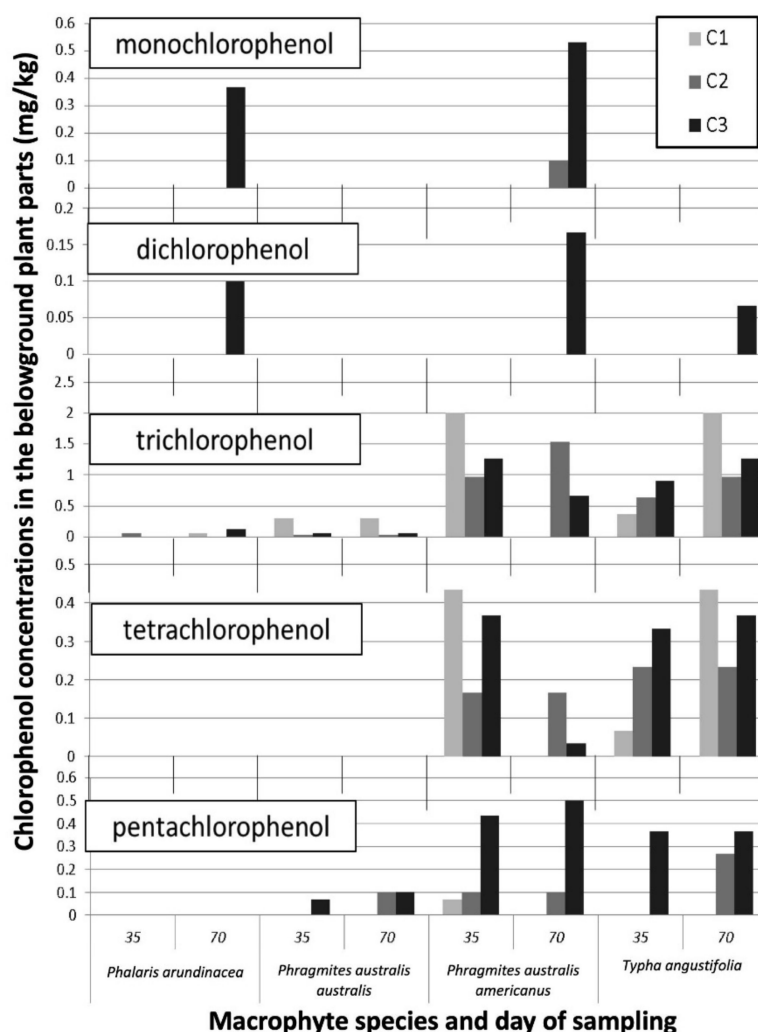 Chlorophenol concentrations in the belowground plant parts (mg/kg)
C1
C2
C3
monochlorophenol
0.6
0.5
0.4
0.3
0.2
0.1
0
dichlorophenol
0.2
0.15
0.1
0.05
0
trichlorophenol
2.5
2
1.5
1
0.5
0
tetrachlorophenol
0.5
0.4
0.3
0.2
0.1
0
pentachlorophenol
0.6
0.5
0.4
0.3
0.2
0.1
0
35 70 35 70 35 70 35 70
Phalaris arundinacea Phragmites australis Phragmites australis Typha angustifolia
australis americanus
Macrophyte species and day of sampling